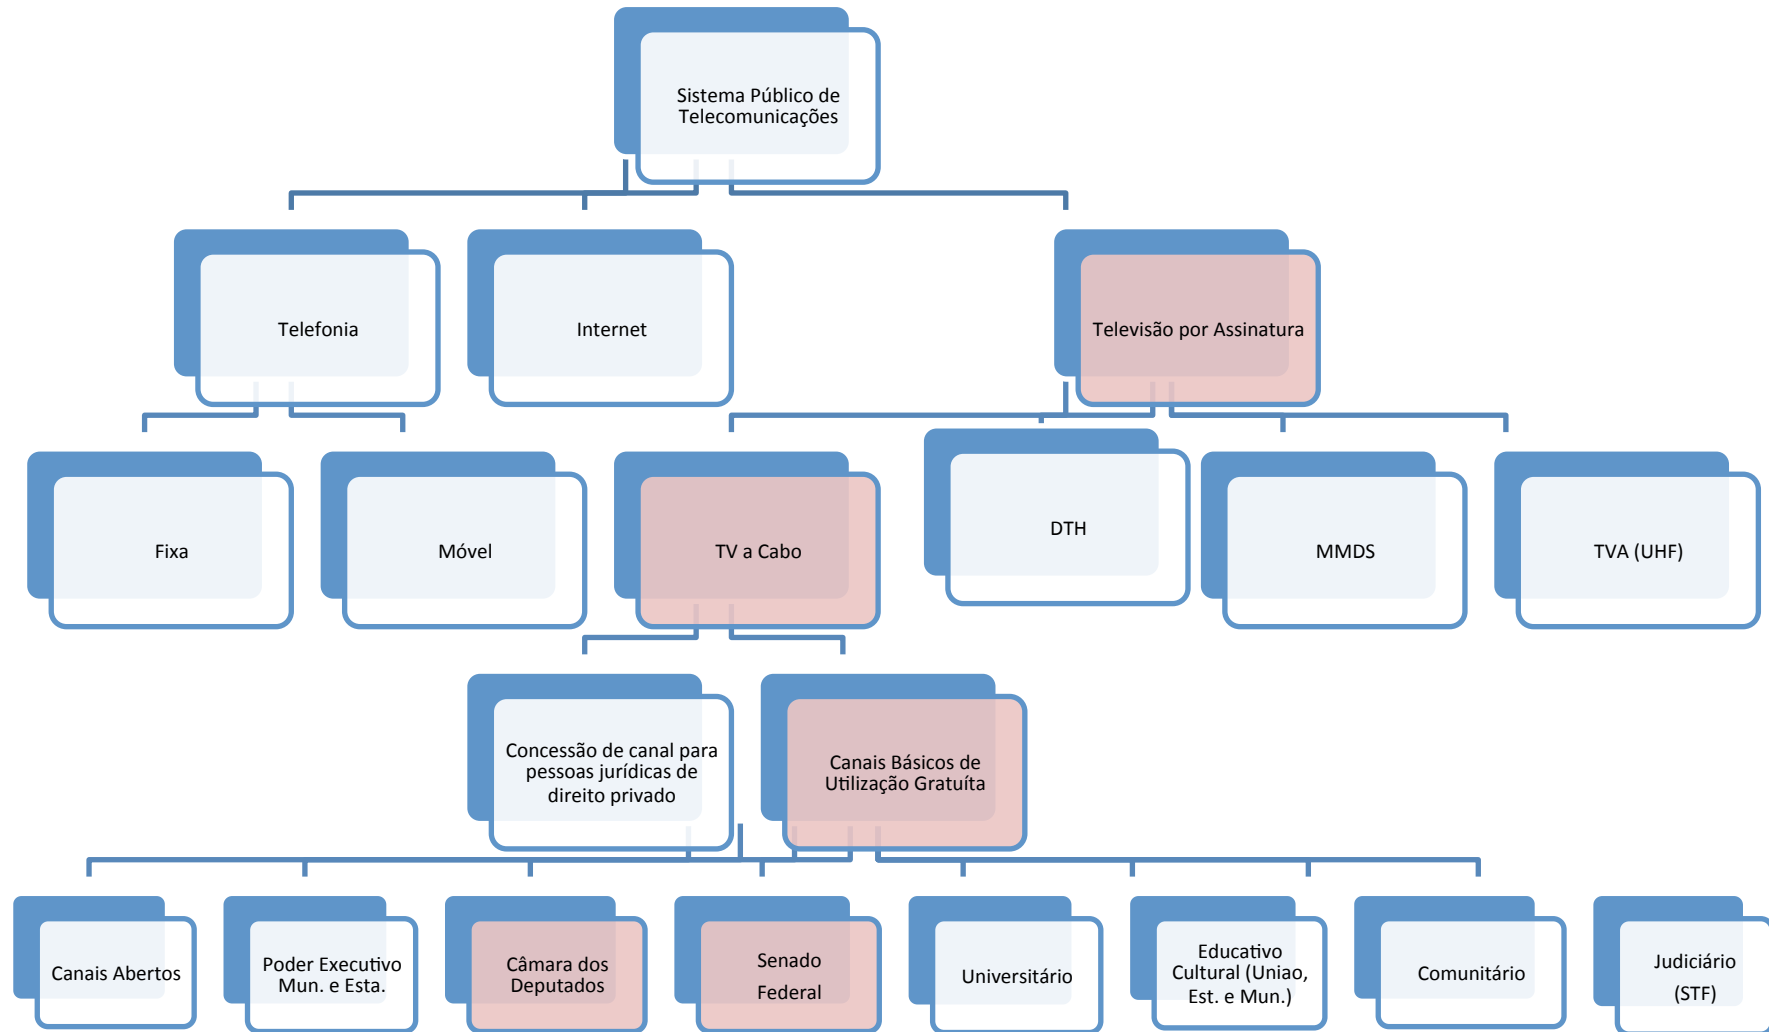 Sistema Público de
Telecomunicações
Telefonia
Internet
Televisão por Assinatura
Fixa
Móvel
TV a Cabo
DTH
MMDS
TVA (UHF)
Concessão de canal para
pessoas jurídicas de
direito privado
Canais Básicos de
Utilização Gratuíta
Canais Abertos
Poder Executivo
Mun. e Esta.
Câmara dos
Deputados
Senado
Federal
Universitário
Educativo
Cultural (Uniao,
Est. e Mun.)
Comunitário
Judiciário
(STF)